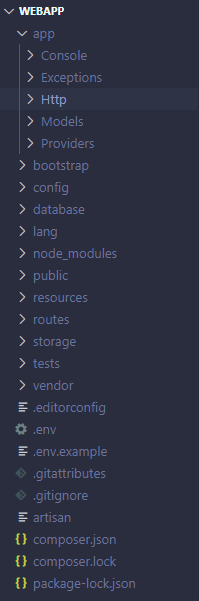 WEBAPP
app
Console
Exceptions
Http
Models
Providers
bootstrap
config
database
lang
node_modules
public
resources
routes
storage
tests
vendor
.editorconfig
.env
.env.example
.gitattributes
.gitignore
artisan
composer.json
composer.lock
package-lock.json